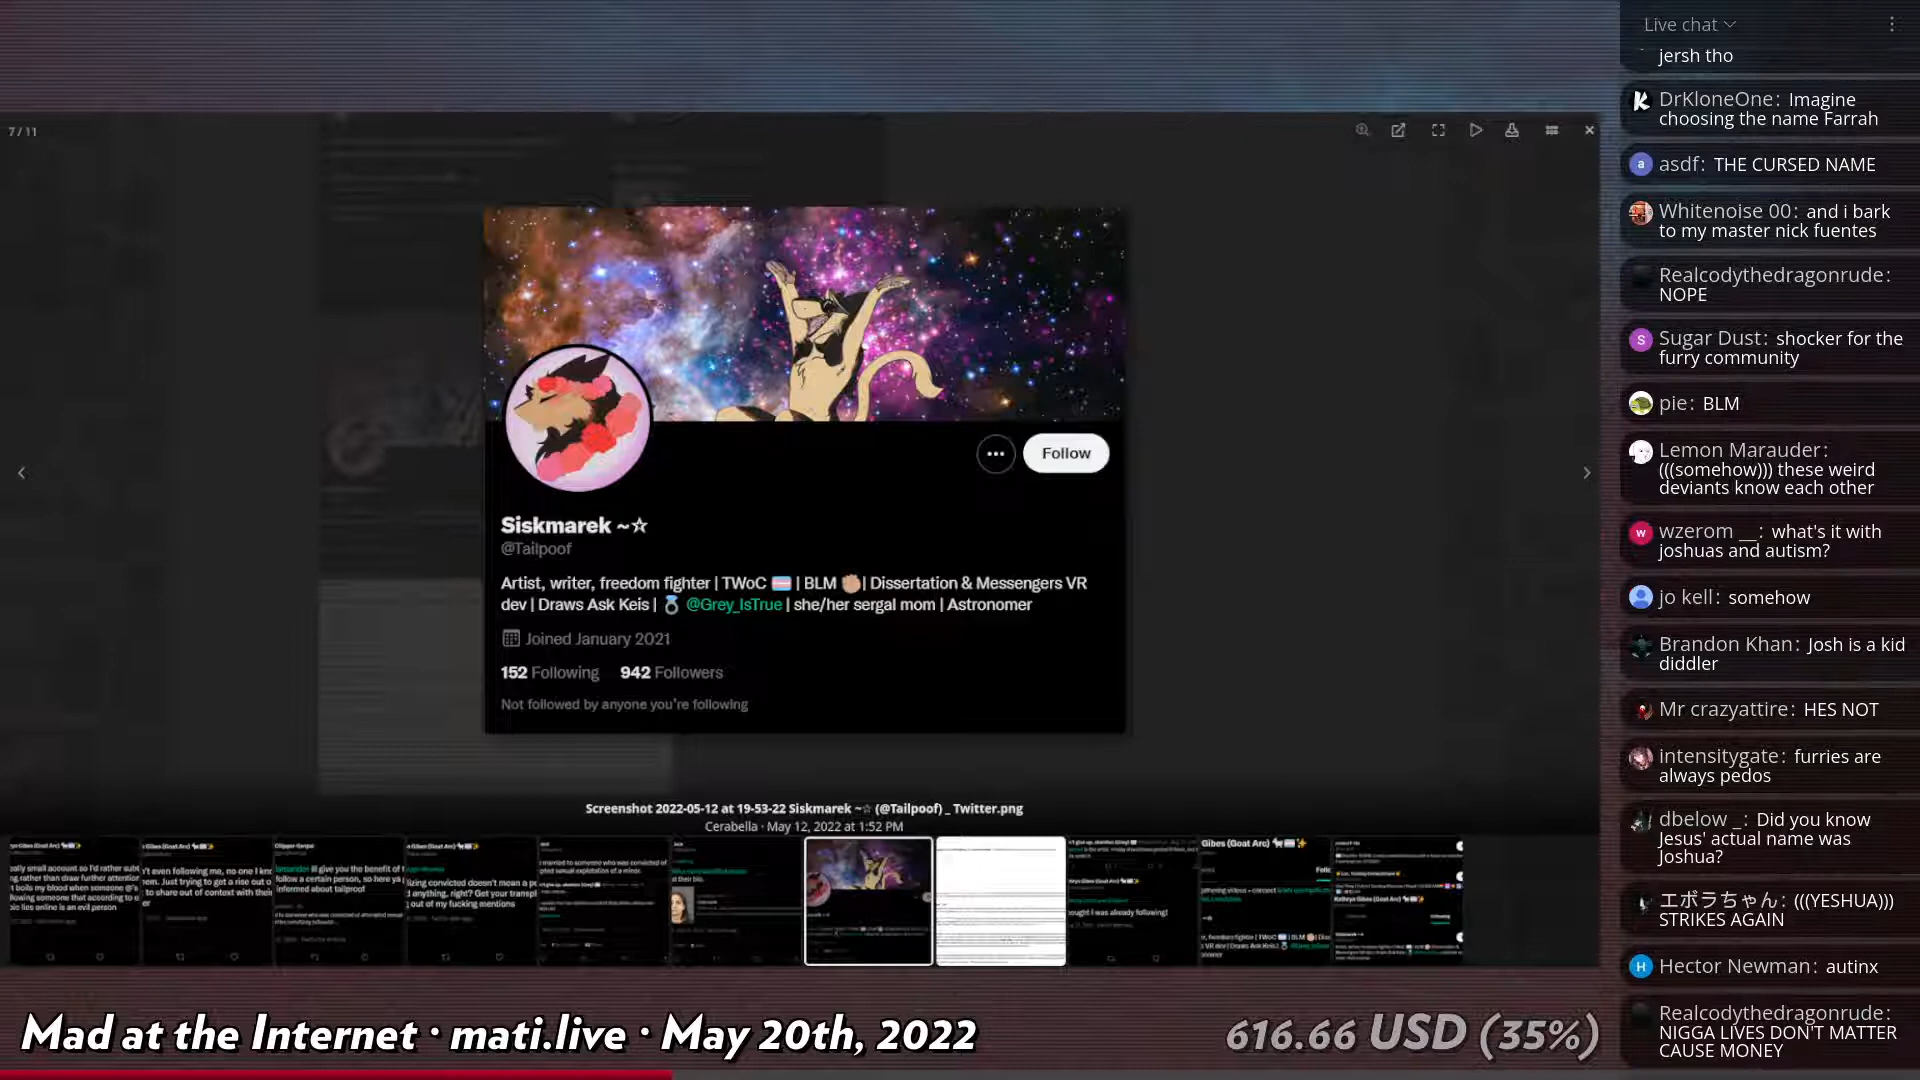 7 / 11
Siskmarek ~☆
@Tailpoof
Follow
Artist, writer, freedom fighter | TWoC 🏳️‍⚧️ | BLM ✊🏼| Dissertation & Messengers VR
dev | Draws Ask Keis | 💍 @Grey_IsTrue | she/her sergal mom | Astronomer
Joined January 2021
152 Following 942 Followers
Not followed by anyone you're following
Screenshot 2022-05-12 at 19-53-22 Siskmarek ~☆ (@Tailpoof) _ Twitter.png
Cerabella · May 12, 2022 at 1:52 PM
Mad at the Internet · mati.live · May 20th, 2022
616.66 USD (35%)
Live chat
jersh tho
DrKloneOne: Imagine
choosing the name Farrah
asdf: THE CURSED NAME
Whitenoise 00: and i bark
to my master nick fuentes
Realcodythedragonrude:
NOPE
Sugar Dust: shocker for the
furry community
pie: BLM
Lemon Marauder:
(((somehow))) these weird
deviants know each other
wzerom __: what's it with
joshuas and autism?
jo kell: somehow
Brandon Khan: Josh is a kid
diddler
Mr crazyattire: HES NOT
intensitygate: furries are
always pedos
dbelow _: Did you know
Jesus' actual name was
Joshua?
エボラちゃん: (((YESHUA)))
STRIKES AGAIN
Hector Newman: autinx
Realcodythedragonrude:
NIGGA LIVES DON'T MATTER
CAUSE MONEY